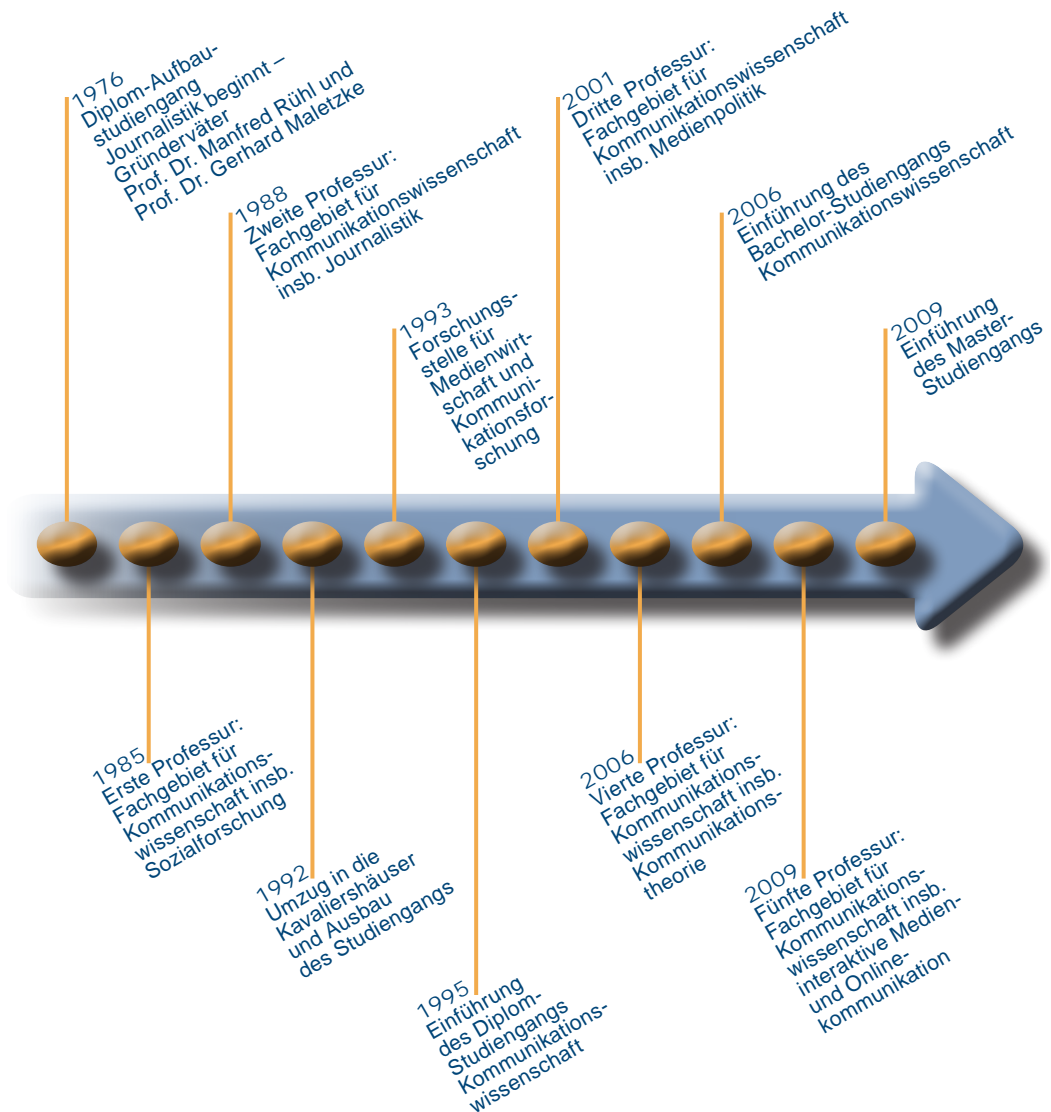 1976
Diplom-Aufbau-
studiengang
Journalistik beginnt –
Gründerväter
Prof. Dr. Manfred Rühl und
Prof. Dr. Gerhard Maletzke
1985
Erste Professur:
Fachgebiet für
Kommunikations-
wissenschaft insb.
Sozialforschung
1988
Zweite Professur:
Fachgebiet für
Kommunikationswissenschaft
insb. Journalistik
1992
Umzug in die
Kavaliershäuser
und Ausbau
des Studiengangs
1993
Forschungs-
stelle für
Medienwirt-
schaft und
Kommuni-
kationsfor-
schung
1995
Einführung
des Diplom-
Studiengangs
Kommunikations-
wissenschaft
2001
Dritte Professur:
Fachgebiet für
Kommunikationswissenschaft
insb. Medienpolitik
2006
Vierte Professur:
Fachgebiet für
Kommunikations-
wissenschaft insb.
Kommunikations-
theorie
2006
Einführung des
Bachelor-Studiengangs
Kommunikationswissenschaft
2009
Fünfte Professur:
Fachgebiet für
Kommunikations-
wissenschaft insb.
interaktive Medien-
und Online-
kommunikation
2009
Einführung
des Master-
Studiengangs